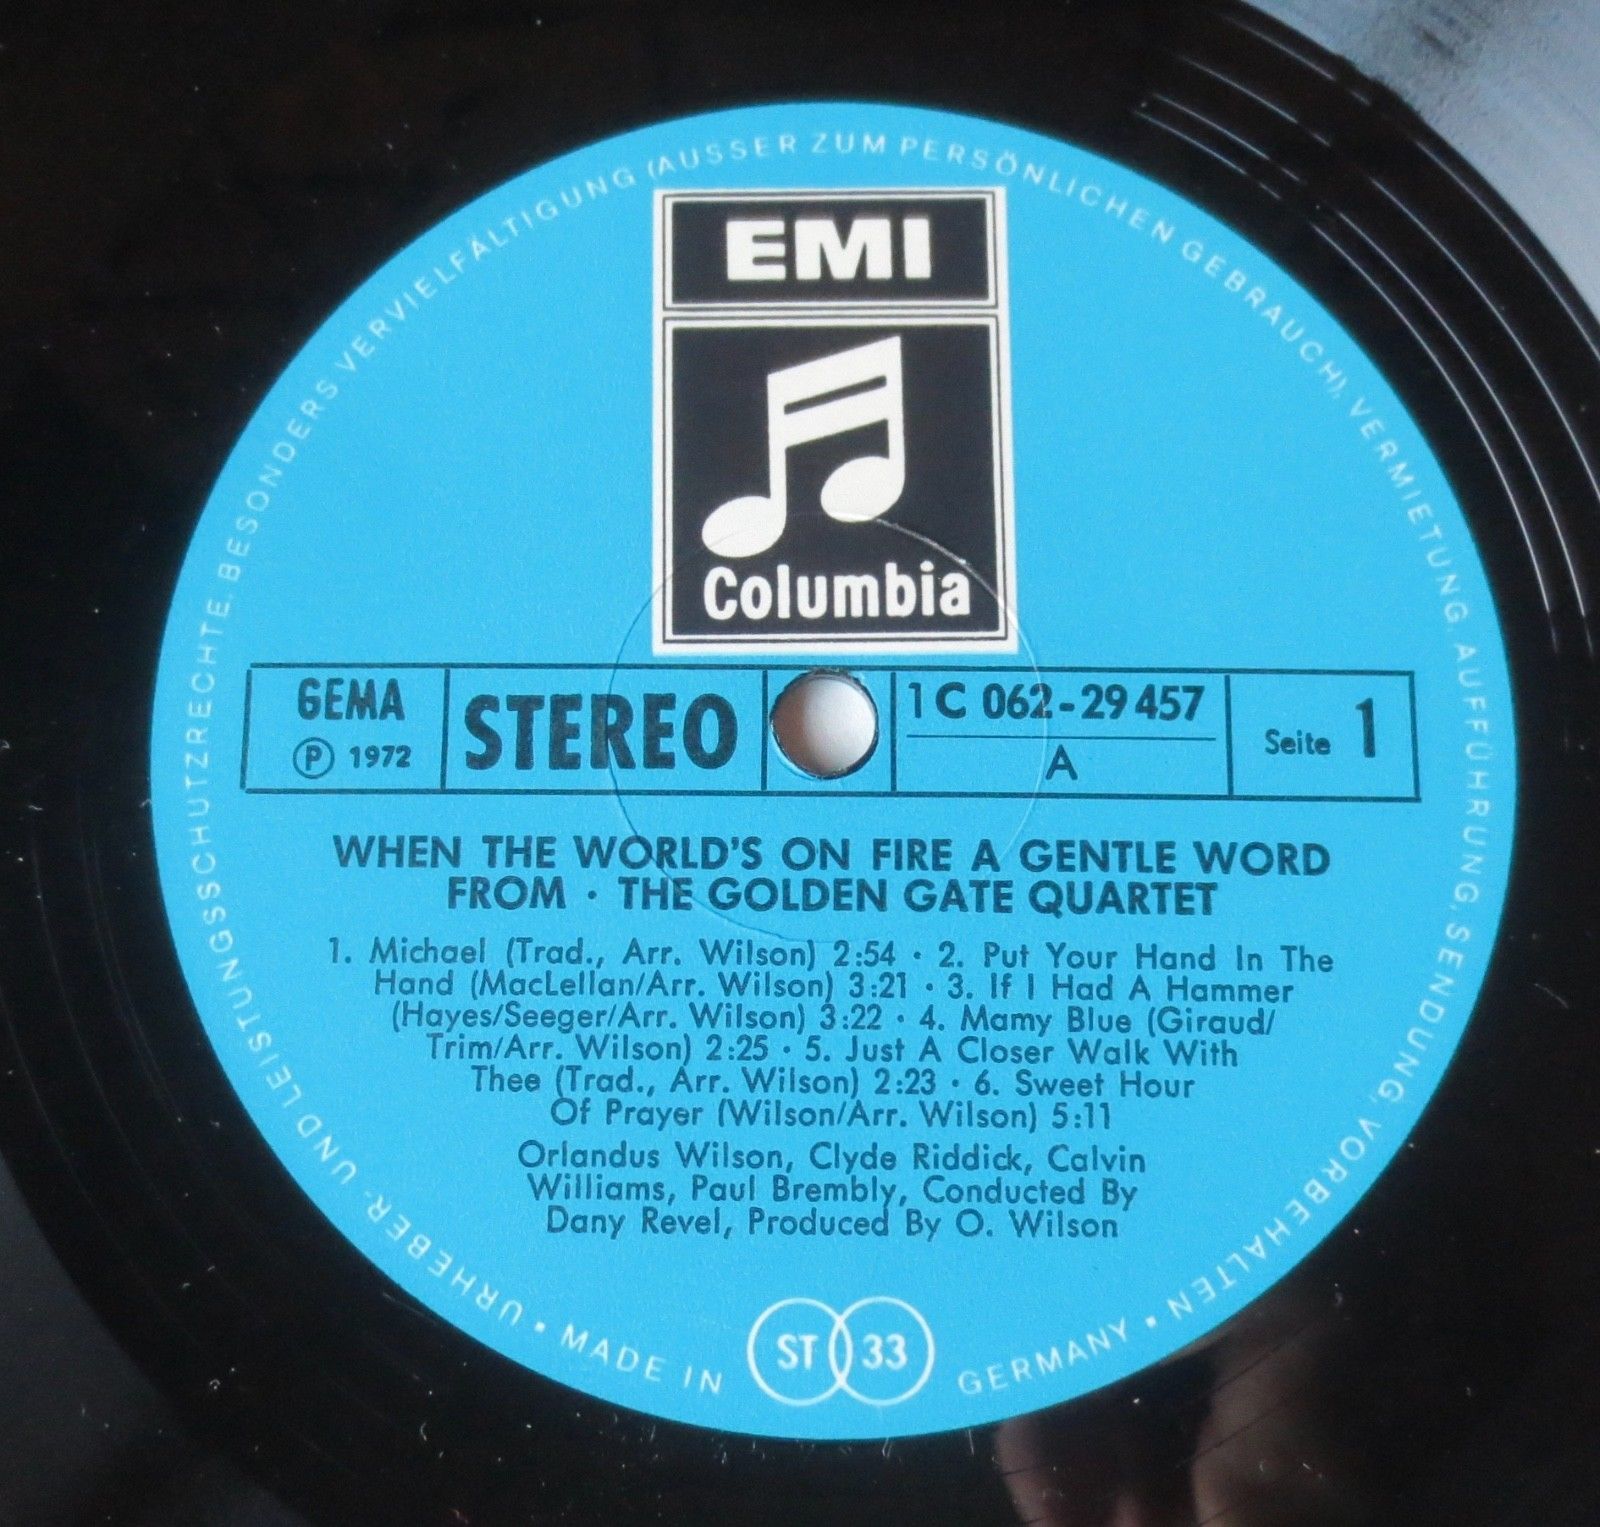 URHEBER- UND LEISTUNGSSCHUTZRECHTE, BESONDERS VERVIELFÄLTIGUNG (AUSSER ZUM PERSÖNLICHEN GEBRAUCH), VERMIETUNG, AUFFÜHRUNG, SENDUNG, VORBEHALTEN •
EMI
Columbia
GEMA
Ⓟ 1972
STEREO
1 C 062-29 457
A
Seite 1
WHEN THE WORLD'S ON FIRE A GENTLE WORD
FROM · THE GOLDEN GATE QUARTET
1. Michael (Trad., Arr. Wilson) 2:54 · 2. Put Your Hand In The
Hand (MacLellan/Arr. Wilson) 3:21 · 3. If I Had A Hammer
(Hayes/Seeger/Arr. Wilson) 3:22 · 4. Mamy Blue (Giraud/
Trim/Arr. Wilson) 2:25 · 5. Just A Closer Walk With
Thee (Trad., Arr. Wilson) 2:23 · 6. Sweet Hour
Of Prayer (Wilson/Arr. Wilson) 5:11
Orlandus Wilson, Clyde Riddick, Calvin
Williams, Paul Brembly, Conducted By
Dany Revel, Produced By O. Wilson
• MADE IN ST 33 GERMANY